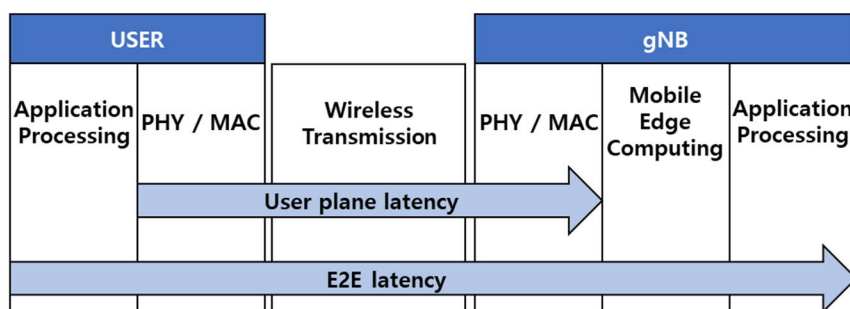 USER
gNB
Application
Processing
PHY / MAC
Wireless
Transmission
PHY / MAC
Mobile
Edge
Computing
Application
Processing
User plane latency
E2E latency